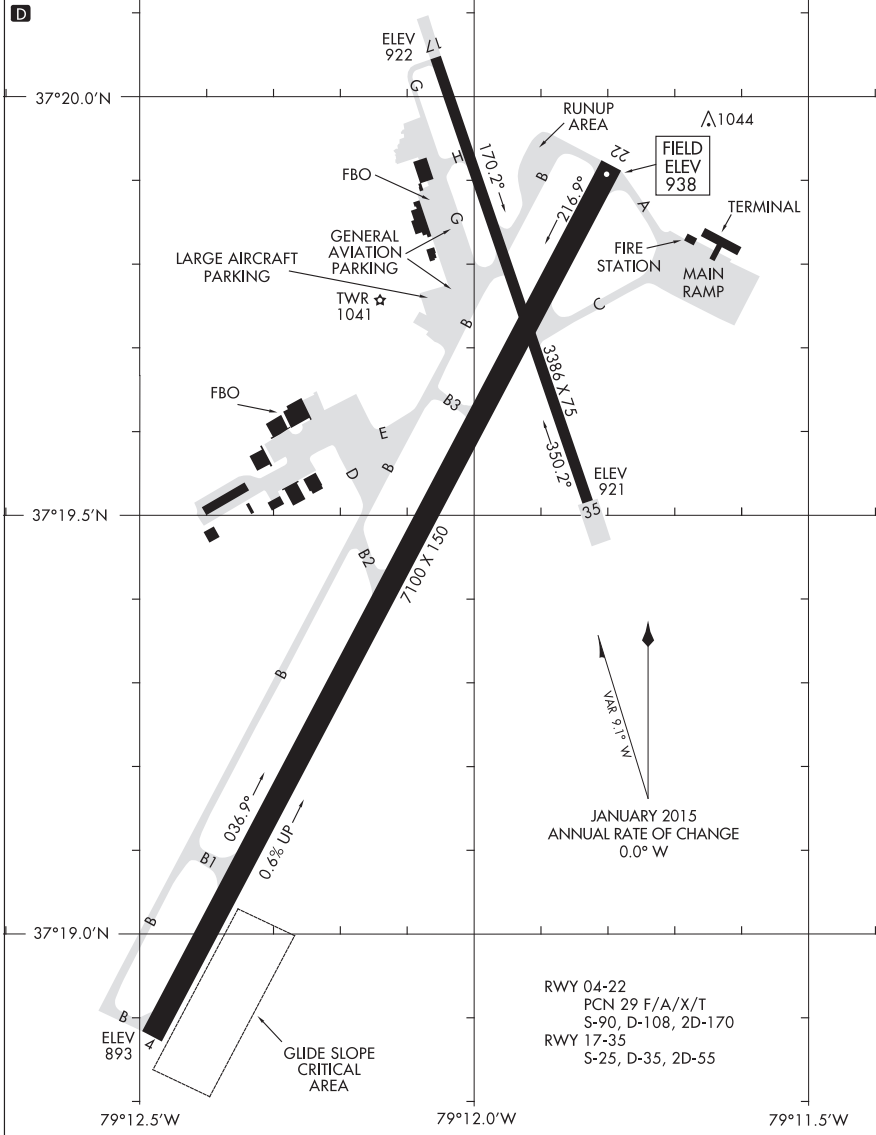 D
ELEV
922
17
37°20.0'N
G
RUNUP
AREA
1044
22
FIELD
ELEV
938
H
170.2°
B
FBO
216.9°
A
TERMINAL
G
GENERAL
AVIATION
PARKING
FIRE
STATION
LARGE AIRCRAFT
PARKING
MAIN
RAMP
TWR
1041
C
B
3386 X 75
FBO
B3
E
350.2°
D
B
ELEV
921
37°19.5'N
35
B2
7100 X 150
B
VAR 9.1° W
036.9°
0.6% UP
JANUARY 2015
ANNUAL RATE OF CHANGE
0.0° W
B1
B
37°19.0'N
RWY 04-22
PCN 29 F/A/X/T
S-90, D-108, 2D-170
RWY 17-35
S-25, D-35, 2D-55
B
ELEV
893
4
GLIDE SLOPE
CRITICAL
AREA
79°12.5'W
79°12.0'W
79°11.5'W